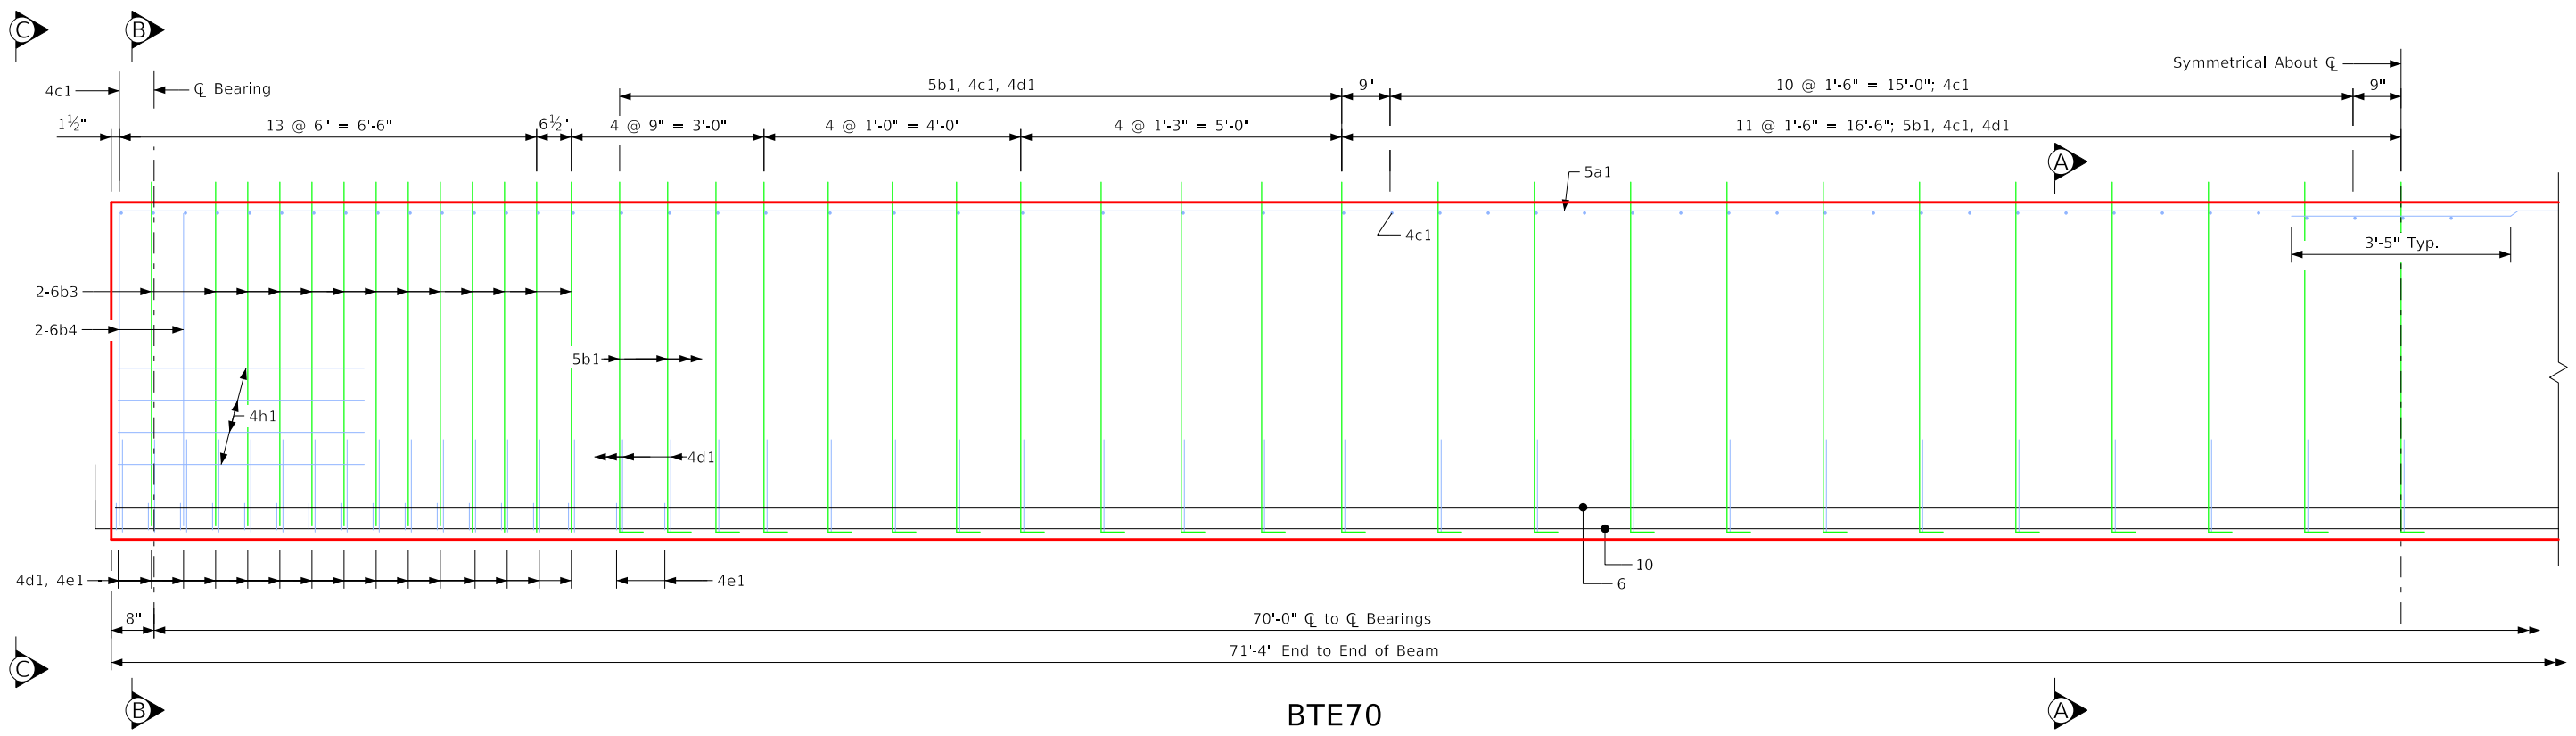 C
B
Symmetrical About ℄
4c1
℄ Bearing
5b1, 4c1, 4d1
9"
10 @ 1'-6" = 15'-0"; 4c1
9"
1½"
13 @ 6" = 6'-6"
6½"
4 @ 9" = 3'-0"
4 @ 1'-0" = 4'-0"
4 @ 1'-3" = 5'-0"
11 @ 1'-6" = 16'-6"; 5b1, 4c1, 4d1
A
5a1
4c1
3'-5" Typ.
2-6b3
2-6b4
5b1
4h1
4d1
10
6
4d1, 4e1
4e1
8"
70'-0" ℄ to ℄ Bearings
71'-4" End to End of Beam
C
B
A
BTE70